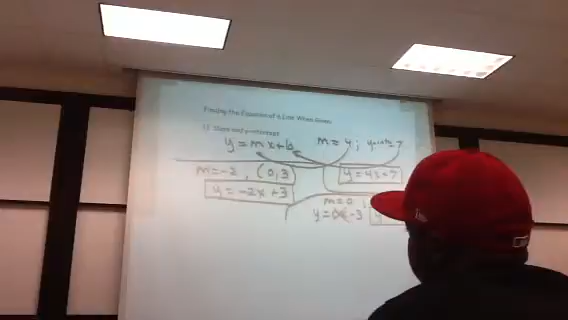 Finding the Equation of a Line When Given:
1) Slope and y-intercept
y = mx+b m = 4; y-int = 7
m = -2, (0, 3) y = 4x+7
y = -2x + 3
m = 0
y = 0x -3